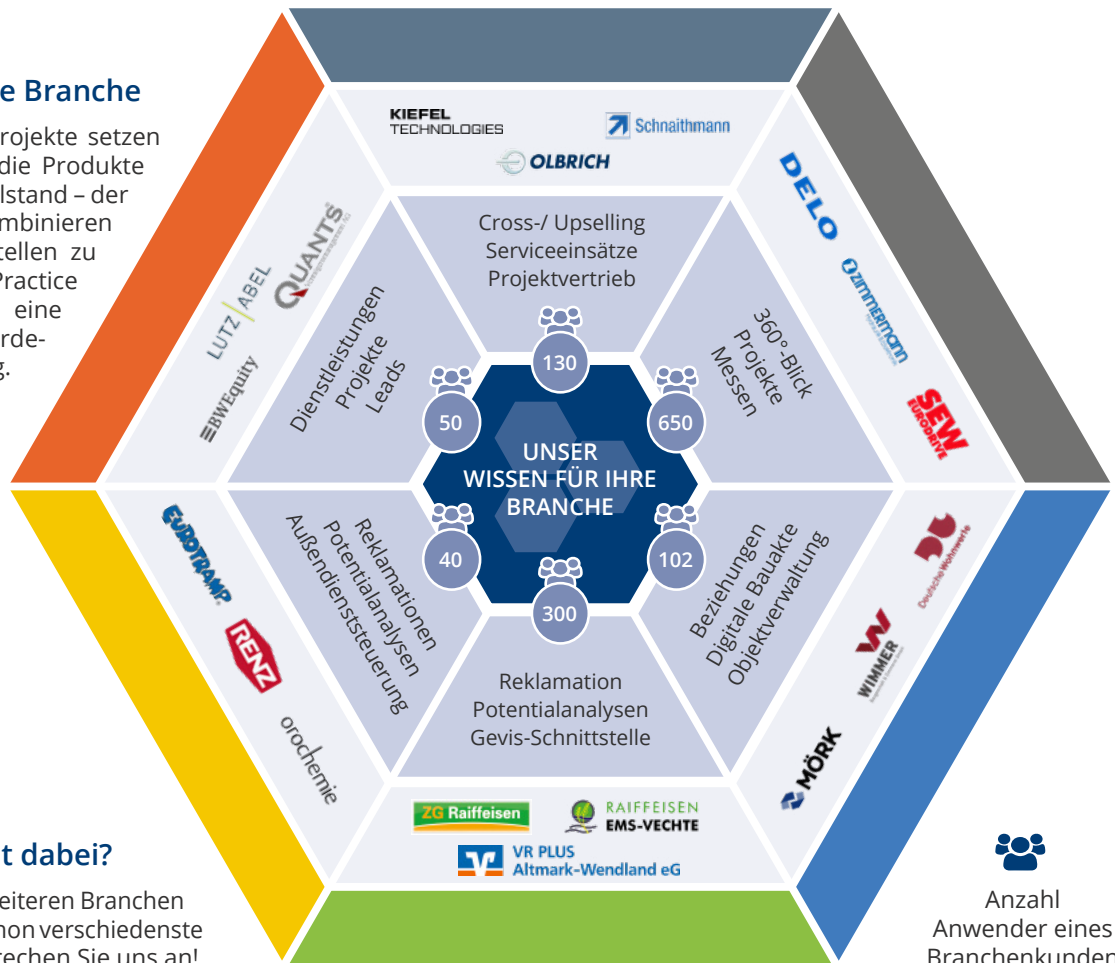 e Branche
rojekte setzen
die Produkte
lstand – der
mbinieren
tellen zu
Practice
eine
rde-
g.
KIEFEL
TECHNOLOGIES
Schnaithmann
OLBRICH
Cross-/ Upselling
Serviceeinsätze
Projektvertrieb
130
DELO
ZIMMERMANN
SEW
EURODRIVE
360°-Blick
Projekte
Messen
650
Deutsche Wohnwerte
WIMMER
MÖRK
Beziehungen
Digitale Bauakte
Objektverwaltung
102
Reklamation
Potentialanalysen
Gevis-Schnittstelle
300
ZG Raiffeisen
RAIFFEISEN
EMS-VECHTE
VR PLUS
Altmark-Wendland eG
EUROTRAMP
RENZ
orochemie
Reklamationen
Potentialanalysen
Außendienststeuerung
40
QUANTS
LUTZ ABEL
BWEquity
Dienstleistungen
Projekte
Leads
50
UNSER
WISSEN FÜR IHRE
BRANCHE
t dabei?
eiteren Branchen
hon verschiedenste
rechen Sie uns an!
Anzahl
Anwender eines
Branchenkunden